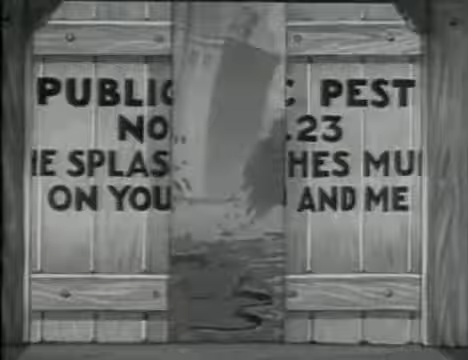 PUBLIC C PEST
NO.. .23
HE SPLAS HES MU
ON YOU AND ME